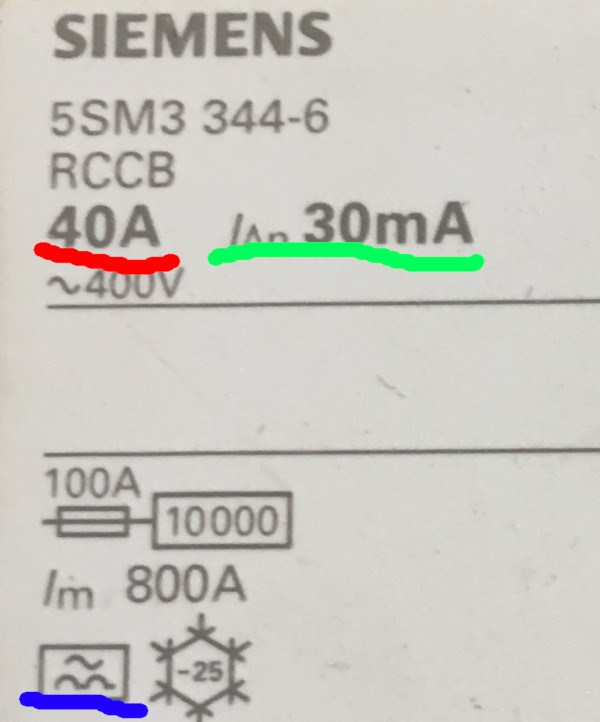 SIEMENS
5SM3 344-6
RCCB
40A IΔn 30mA
~400V
100A
10000
Im 800A
-25